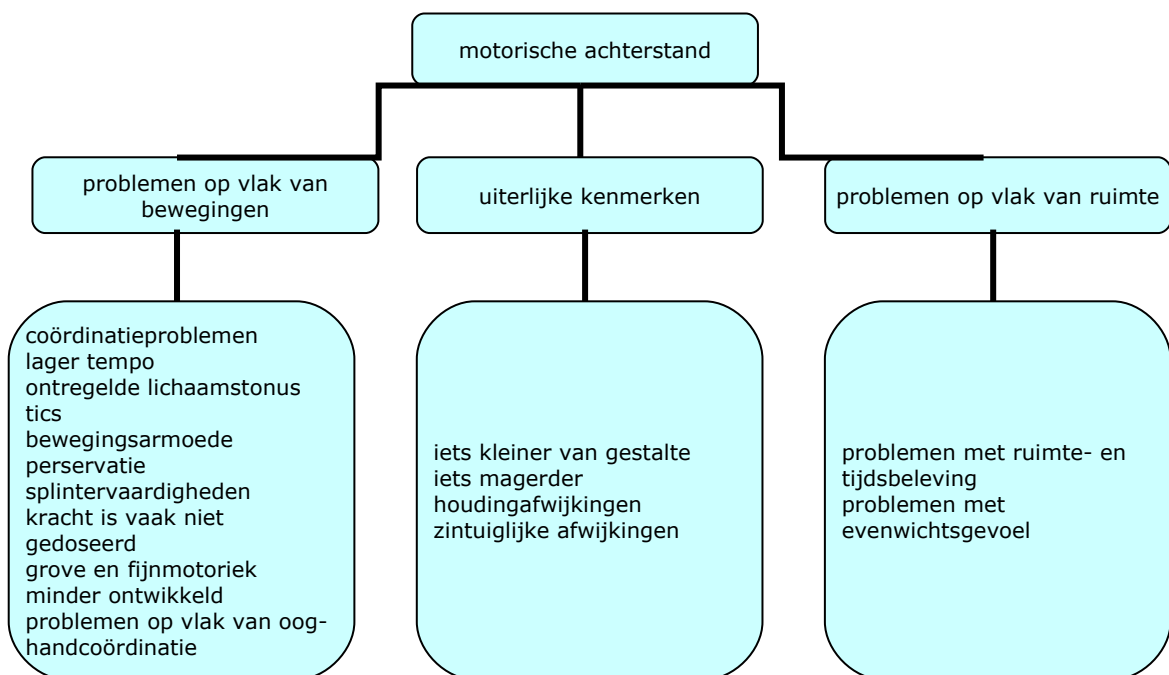 motorische achterstand
problemen op vlak van
bewegingen
uiterlijke kenmerken
problemen op vlak van ruimte
coördinatieproblemen
lager tempo
ontregelde lichaamstonus
tics
bewegingsarmoede
perservatie
splintervaardigheden
kracht is vaak niet
gedoseerd
grove en fijnmotoriek
minder ontwikkeld
problemen op vlak van oog-
handcoördinatie
iets kleiner van gestalte
iets magerder
houdingafwijkingen
zintuiglijke afwijkingen
problemen met ruimte- en
tijdsbeleving
problemen met
evenwichtsgevoel